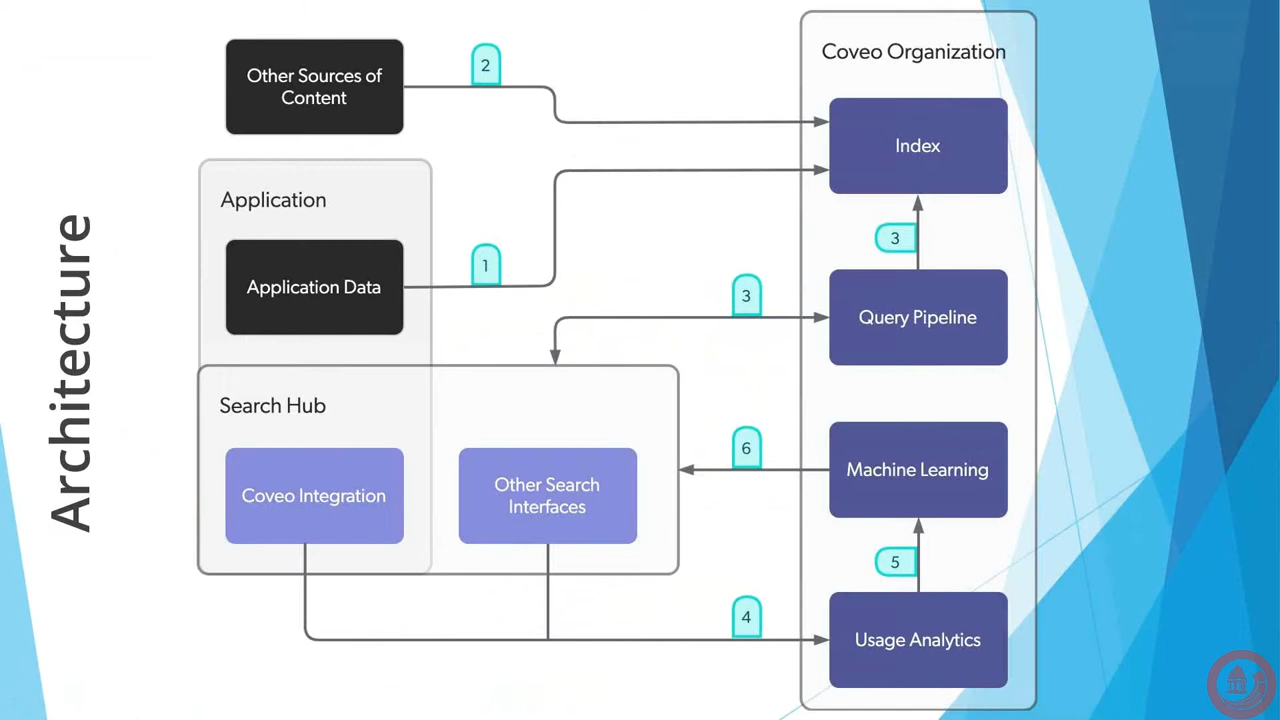 Architecture
Other Sources of
Content
2
Coveo Organization
Index
Application
Application Data
1
3
3
Query Pipeline
Search Hub
Coveo Integration
Other Search
Interfaces
6
Machine Learning
5
4
Usage Analytics